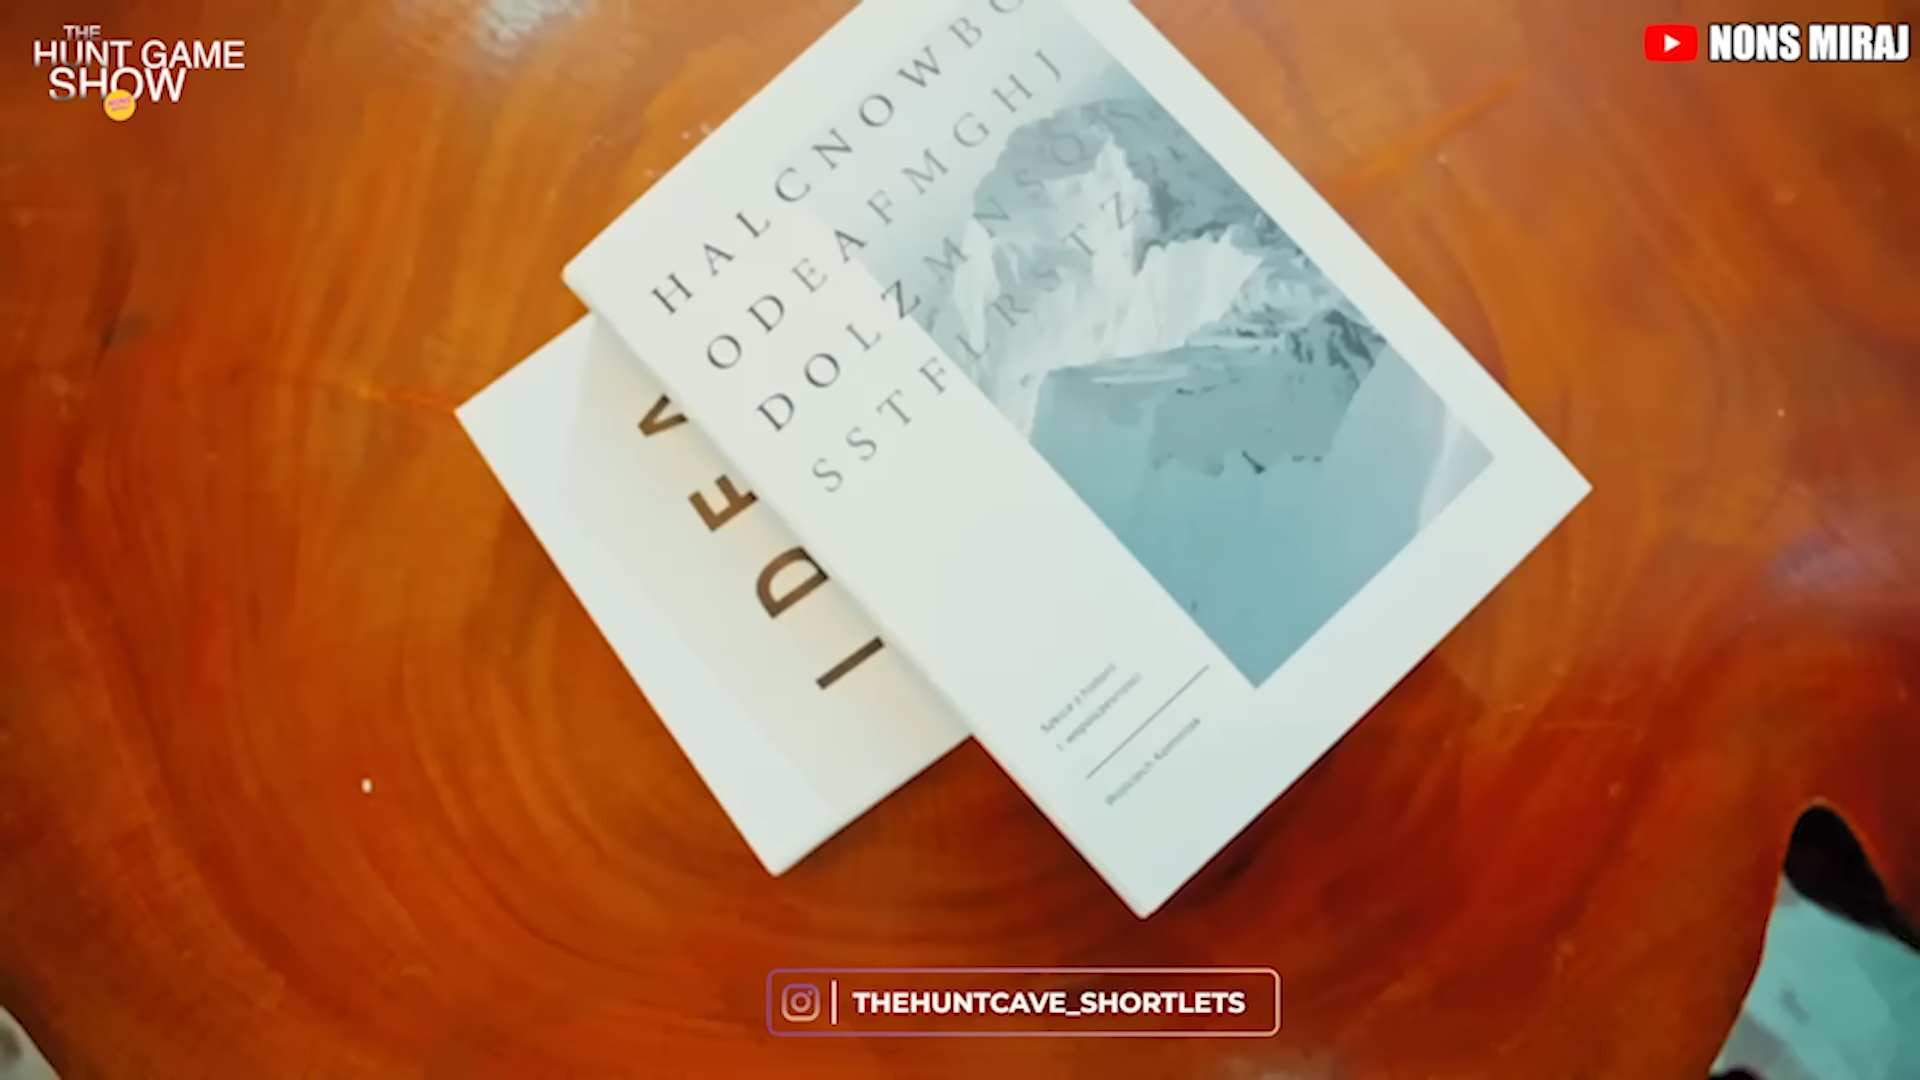 THE
HUNT GAME
SHOW
NONS MIRAJ
HALCNOWBC
ODEAFMGHJ
DOLZMNSO
SSTFLRSTZ
IDEA
THEHUNTCAVE_SHORTLETS